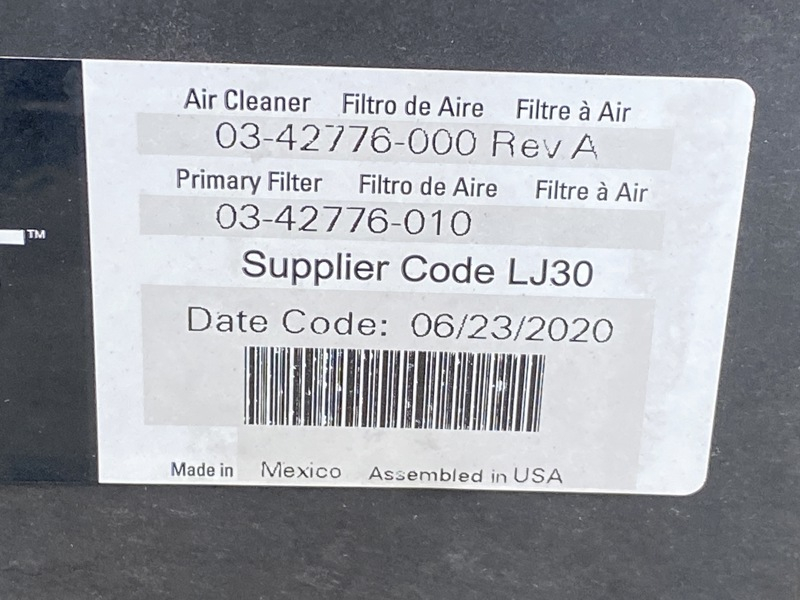 Air Cleaner Filtro de Aire Filtre à Air
03-42776-000 Rev A
Primary Filter Filtro de Aire Filtre à Air
03-42776-010
TM
Supplier Code LJ30
Date Code: 06/23/2020
Made in Mexico Assembled in USA